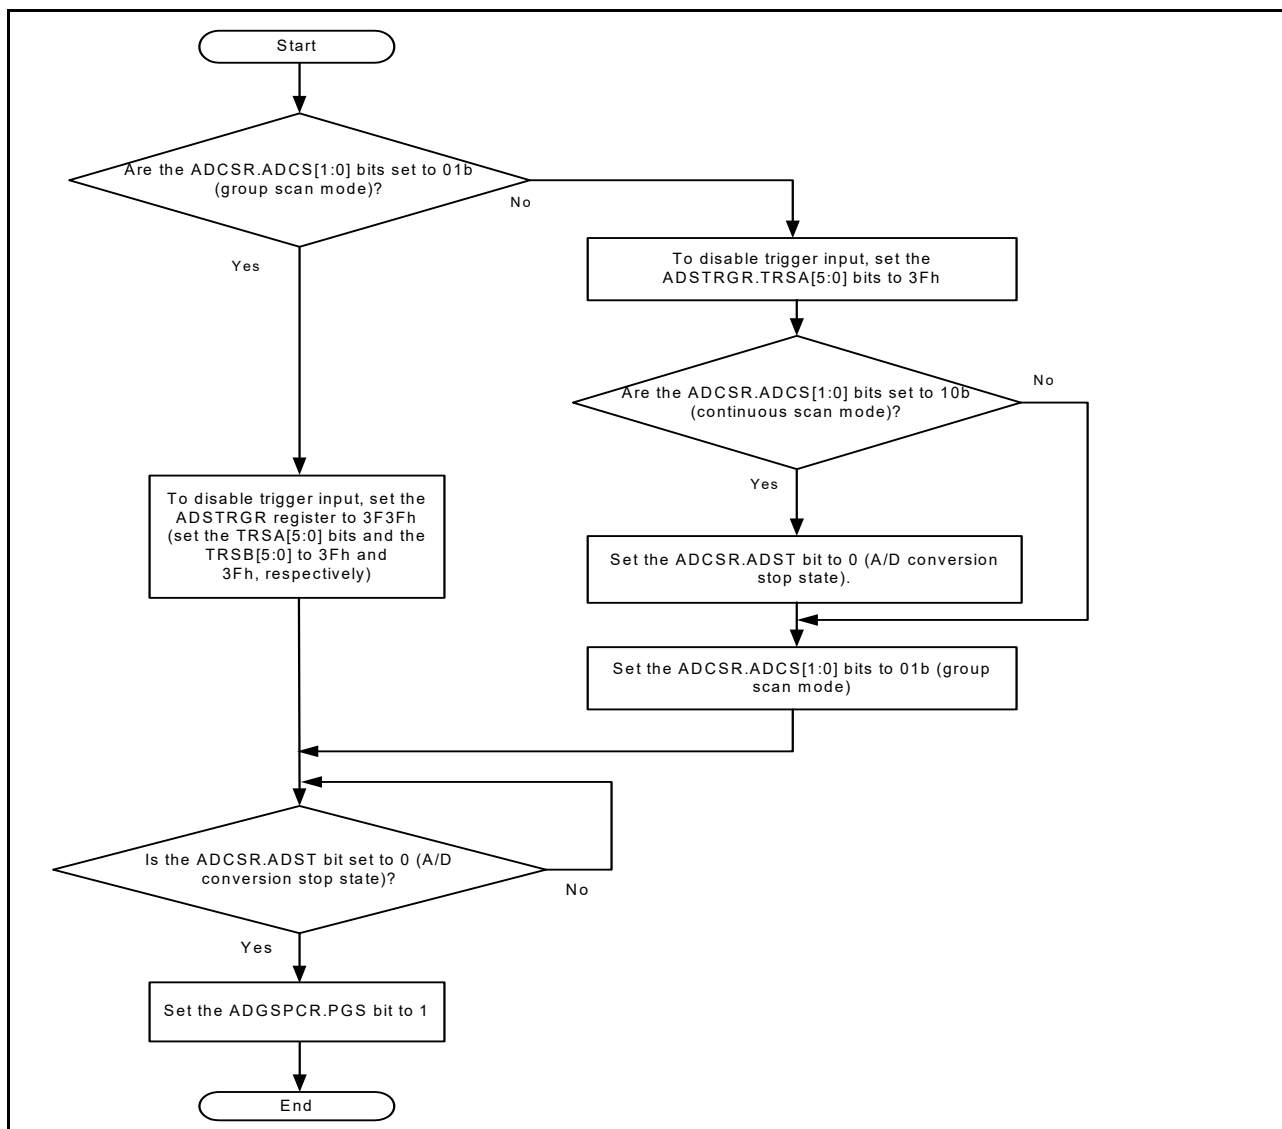 Start
Are the ADCSR.ADCS[1:0] bits set to 01b
(group scan mode)?
No
Yes
To disable trigger input, set the
ADSTRGR.TRSA[5:0] bits to 3Fh
Are the ADCSR.ADCS[1:0] bits set to 10b
(continuous scan mode)?
No
Yes
To disable trigger input, set the
ADSTRGR register to 3F3Fh
(set the TRSA[5:0] bits and the
TRSB[5:0] to 3Fh and
3Fh, respectively)
Set the ADCSR.ADST bit to 0 (A/D conversion
stop state).
Set the ADCSR.ADCS[1:0] bits to 01b (group
scan mode)
Is the ADCSR.ADST bit set to 0 (A/D
conversion stop state)?
No
Yes
Set the ADGSPCR.PGS bit to 1
End